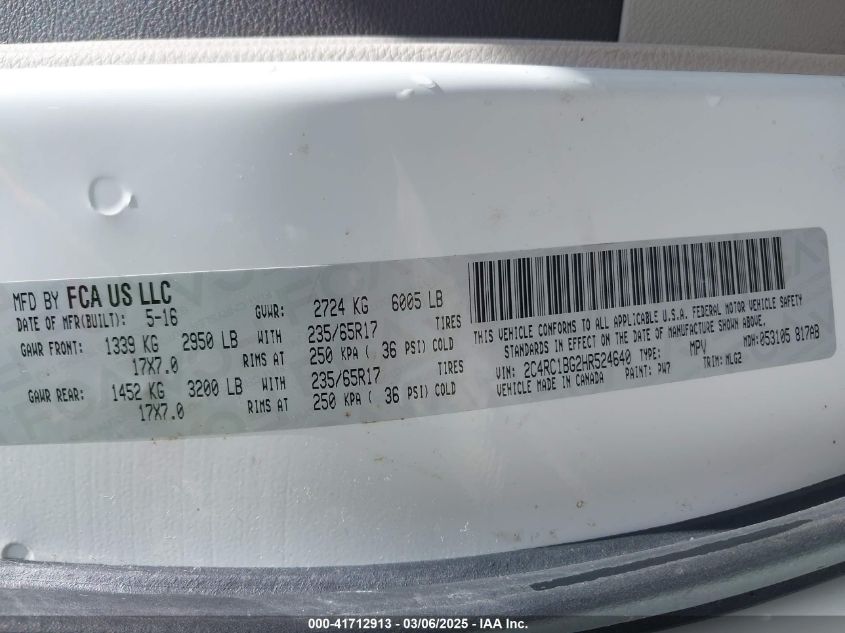 MFD BY FCA US LLC
DATE OF MFR(BUILT): 5-16 GVWR: 2724 KG 6005 LB
GAWR FRONT: 1339 KG 2950 LB WITH 235/65R17 TIRES
17X7.0 RIMS AT 250 KPA ( 36 PSI) COLD
GAWR REAR: 1452 KG 3200 LB WITH 235/65R17 TIRES
17X7.0 RIMS AT 250 KPA ( 36 PSI) COLD
THIS VEHICLE CONFORMS TO ALL APPLICABLE U.S.A. FEDERAL MOTOR VEHICLE SAFETY
STANDARDS IN EFFECT ON THE DATE OF MANUFACTURE SHOWN ABOVE.
MDH: 053106 817AB
VIN: 2C4RC1BG2HR524640 TYPE: MPV
VEHICLE MADE IN CANADA PAINT: PW7 TRIM: MLG2
000-41712913 - 03/06/2025 - IAA Inc.